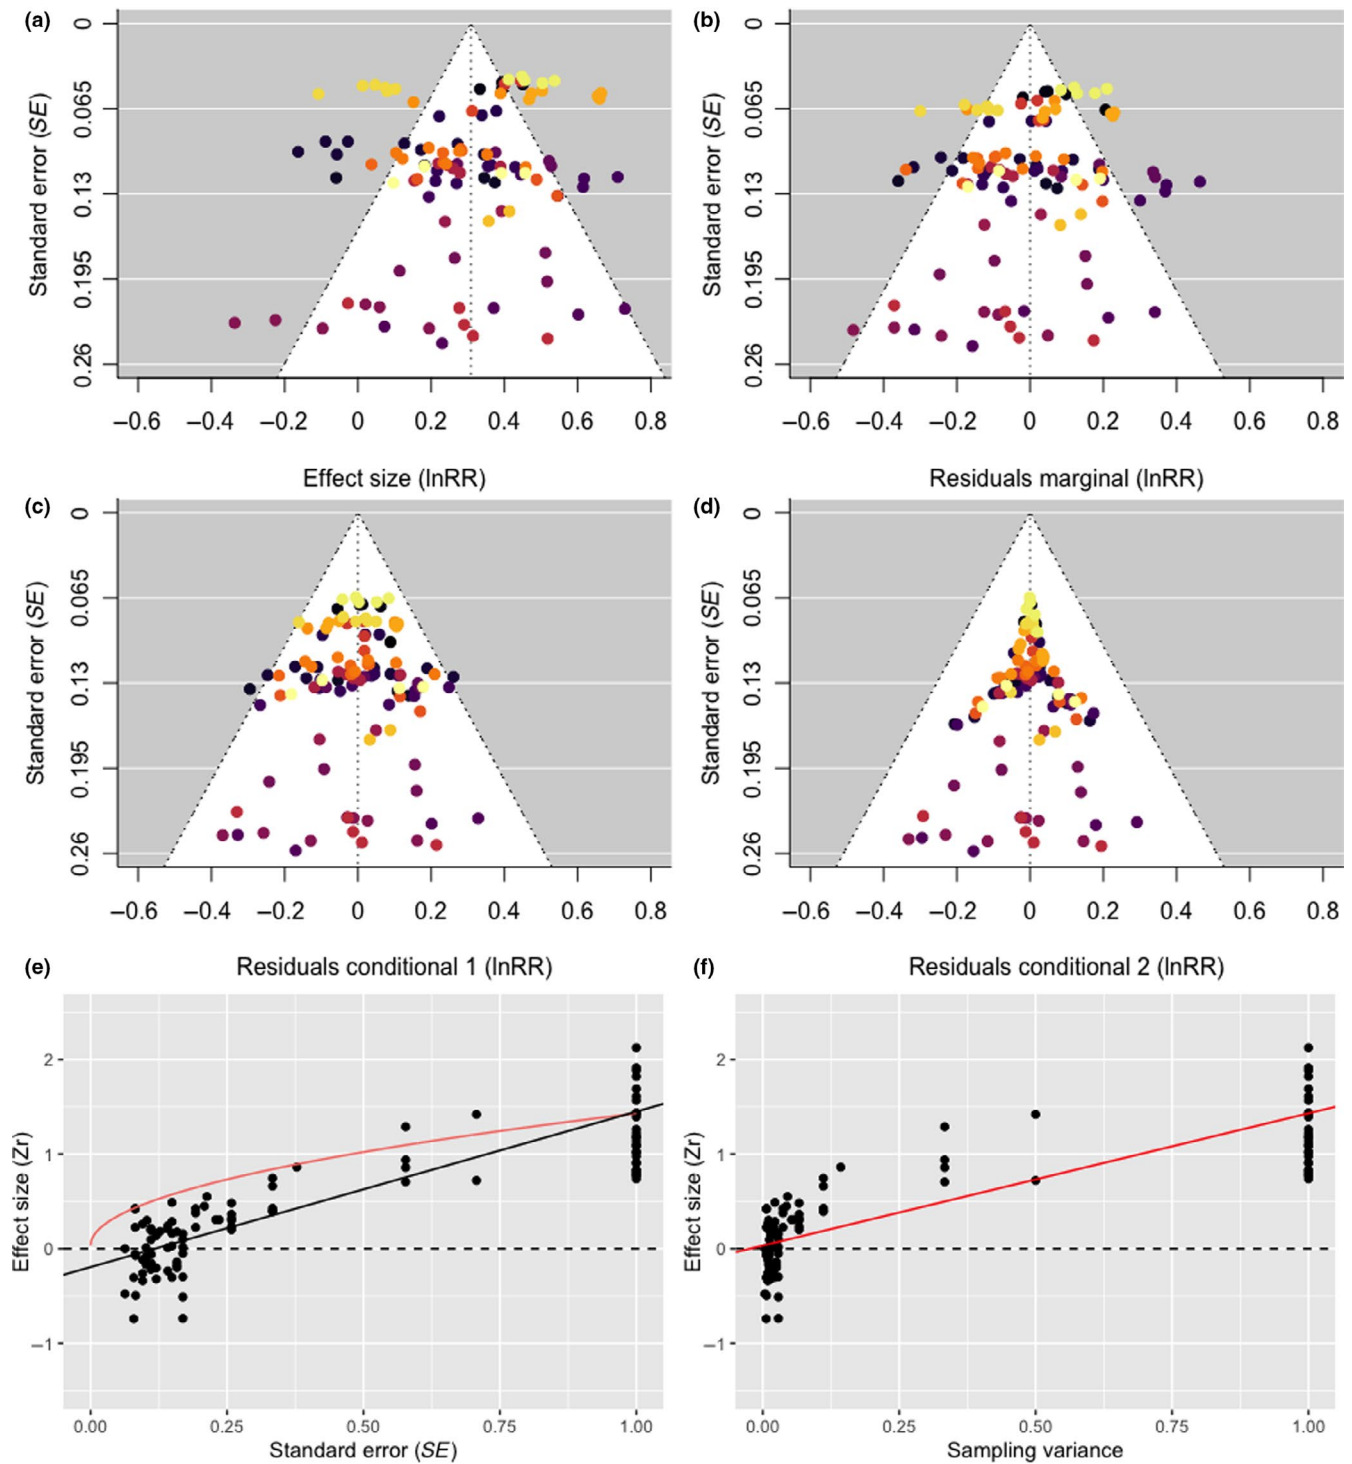 (a)
Standard error (SE)
0
0.065
0.13
0.195
0.26
−0.6 −0.4 −0.2 0 0.2 0.4 0.6 0.8
Effect size (lnRR)
(b)
Standard error (SE)
0
0.065
0.13
0.195
0.26
−0.6 −0.4 −0.2 0 0.2 0.4 0.6 0.8
Residuals marginal (lnRR)
(c)
Standard error (SE)
0
0.065
0.13
0.195
0.26
−0.6 −0.4 −0.2 0 0.2 0.4 0.6 0.8
Residuals conditional 1 (lnRR)
(d)
Standard error (SE)
0
0.065
0.13
0.195
0.26
−0.6 −0.4 −0.2 0 0.2 0.4 0.6 0.8
Residuals conditional 2 (lnRR)
(e)
Effect size (Zr)
2
1
0
−1
0.00 0.25 0.50 0.75 1.00
Standard error (SE)
(f)
Effect size (Zr)
2
1
0
−1
0.00 0.25 0.50 0.75 1.00
Sampling variance